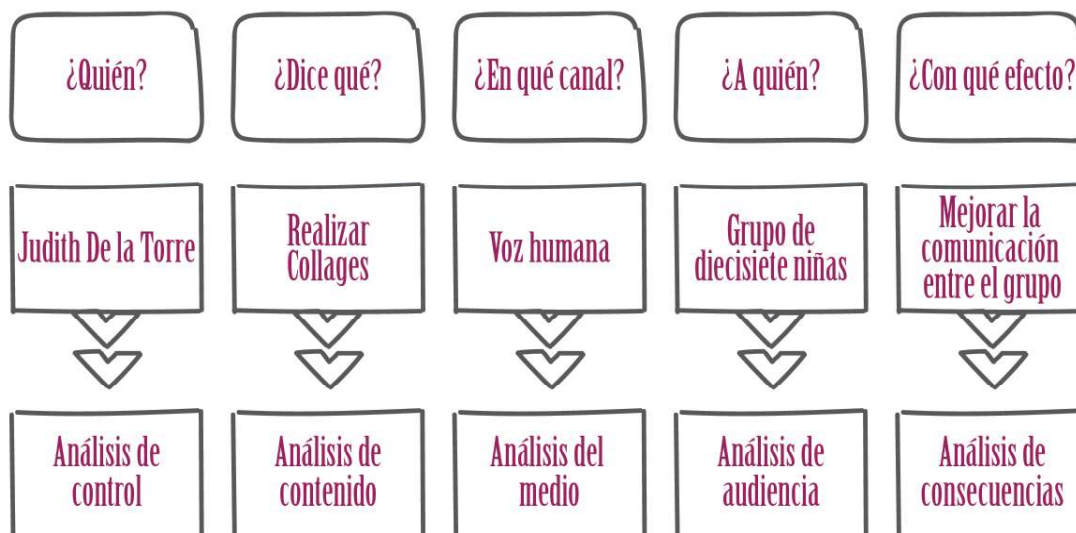 ¿Quién?
¿Dice qué?
¿En qué canal?
¿A quién?
¿Con qué efecto?
Judith De la Torre
Realizar
Collages
Voz humana
Grupo de
diecisiete niñas
Mejorar la
comunicación
entre el grupo
Análisis de
control
Análisis de
contenido
Análisis del
medio
Análisis de
audiencia
Análisis de
consecuencias